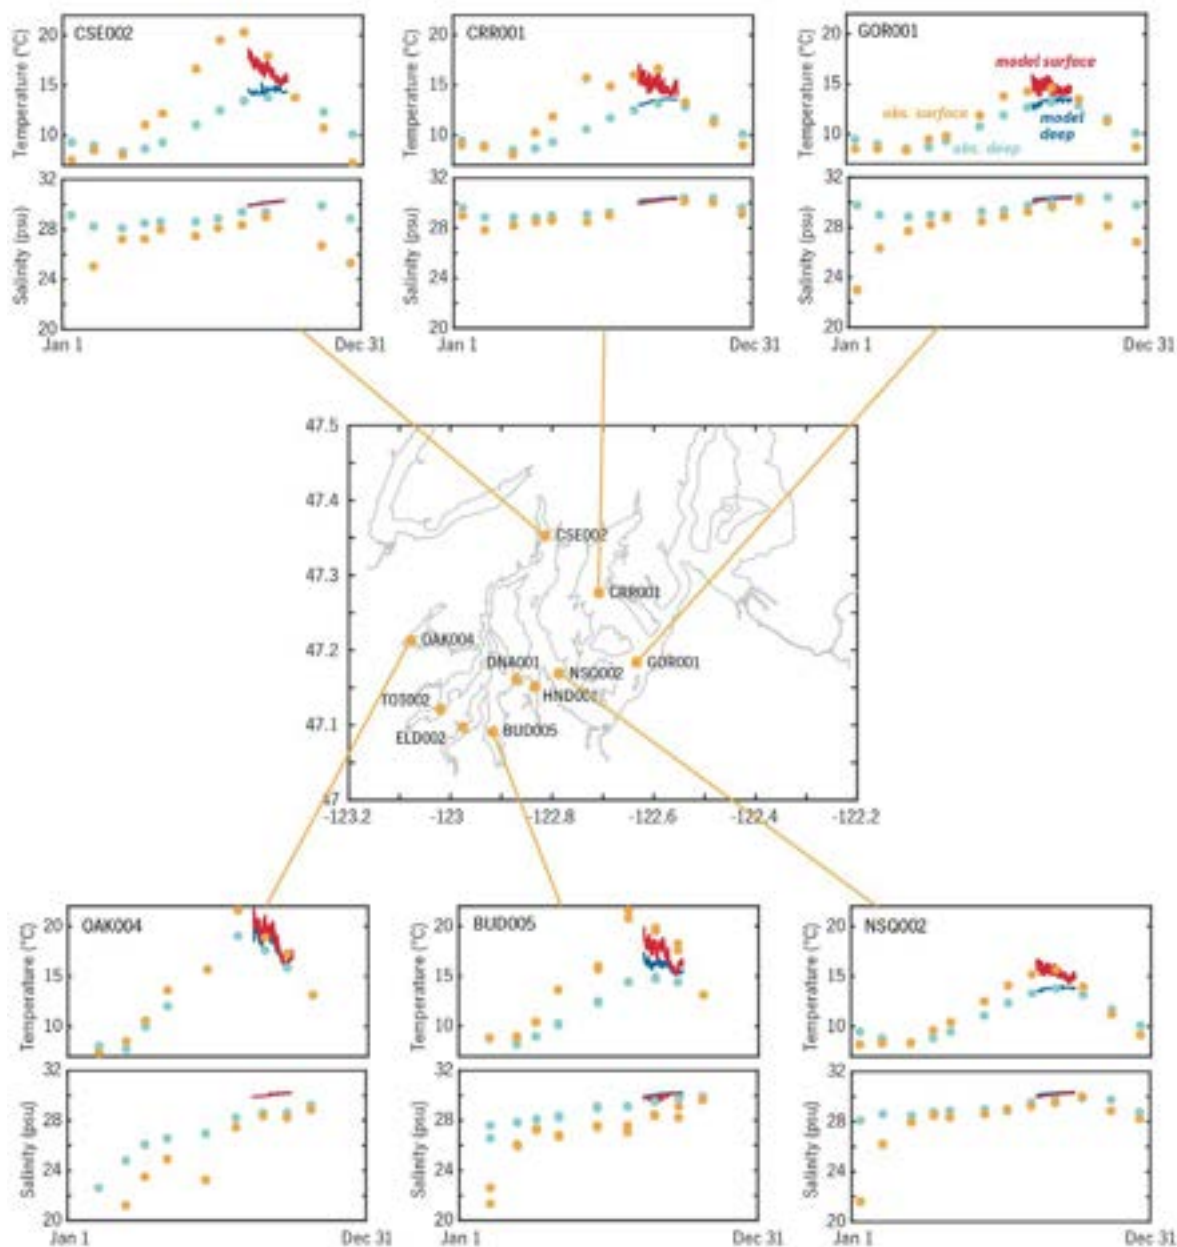 CSE002
CRR001
GOR001
Temperature (°C)
20
15
10
Temperature (°C)
20
15
10
Temperature (°C)
20
15
10
model surface
obs. surface
model deep
obs. deep
Salinity (psu)
32
28
24
20
Salinity (psu)
32
28
24
20
Salinity (psu)
32
28
24
20
Jan 1
Dec 31
Jan 1
Dec 31
Jan 1
Dec 31
47.5
47.4
47.3
47.2
47.1
47
CSE002
CRR001
OAK004
DNA001
NSQ002
GOR001
HND001
TOT002
ELD002
BUD005
-123.2
-123
-122.8
-122.6
-122.4
-122.2
OAK004
BUD005
NSQ002
Temperature (°C)
20
15
10
Temperature (°C)
20
15
10
Temperature (°C)
20
15
10
Salinity (psu)
32
28
24
20
Salinity (psu)
32
28
24
20
Salinity (psu)
32
28
24
20
Jan 1
Dec 31
Jan 1
Dec 31
Jan 1
Dec 31